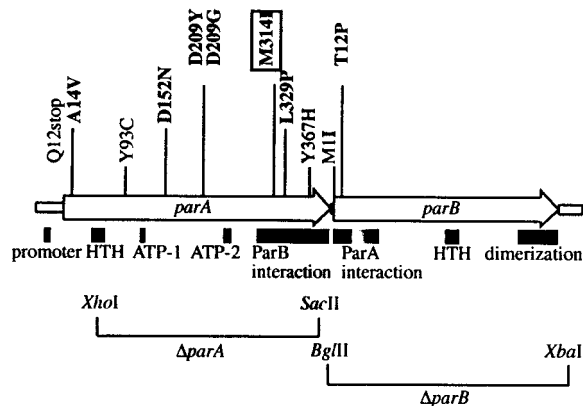 Q12stop
A14V
Y93C
D152N
D209Y
D209G
M314I
L329P
Y367H
M1I
T12P
parA
parB
promoter HTH ATP-1 ATP-2 ParB interaction ParA interaction HTH dimerization
XhoI
SacII
ΔparA
BglII
XbaI
ΔparB